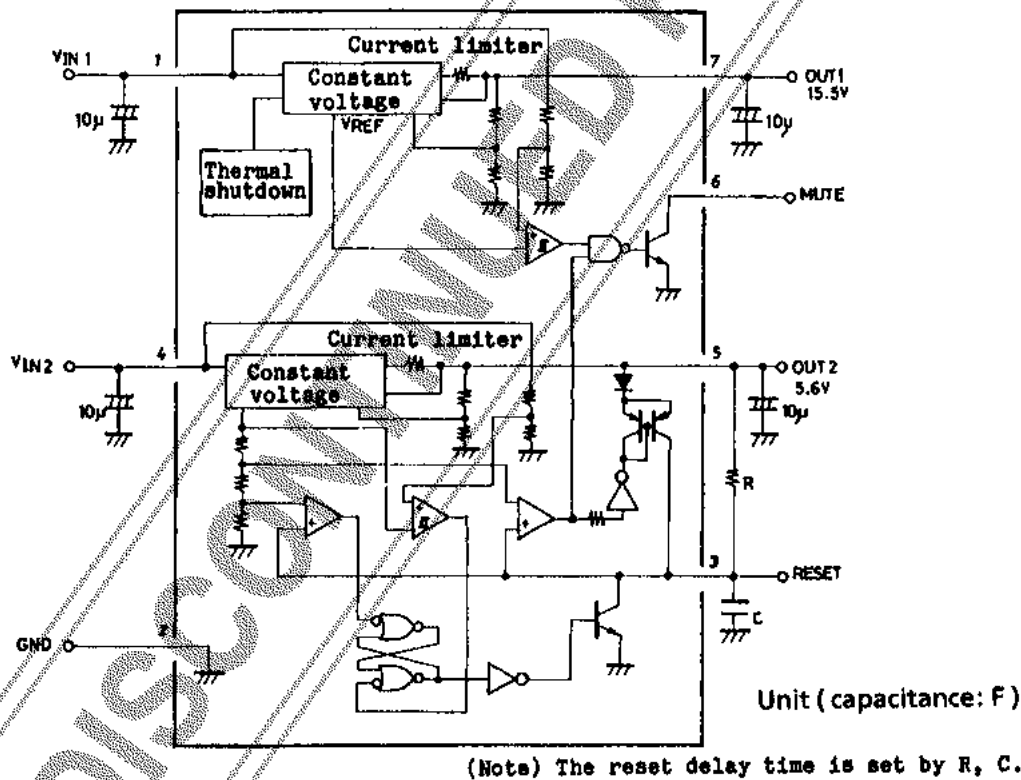 Current limiter
VIN 1
1
7
OUT1
15.5V
Constant
voltage
VREF
10μ
10μ
Thermal
shutdown
6
MUTE
Current limiter
VIN2
4
5
OUT2
5.6V
Constant
voltage
10μ
10μ
R
3
RESET
C
GND
2
Unit ( capacitance: F )
(Note) The reset delay time is set by R, C.
DISCONTINUED